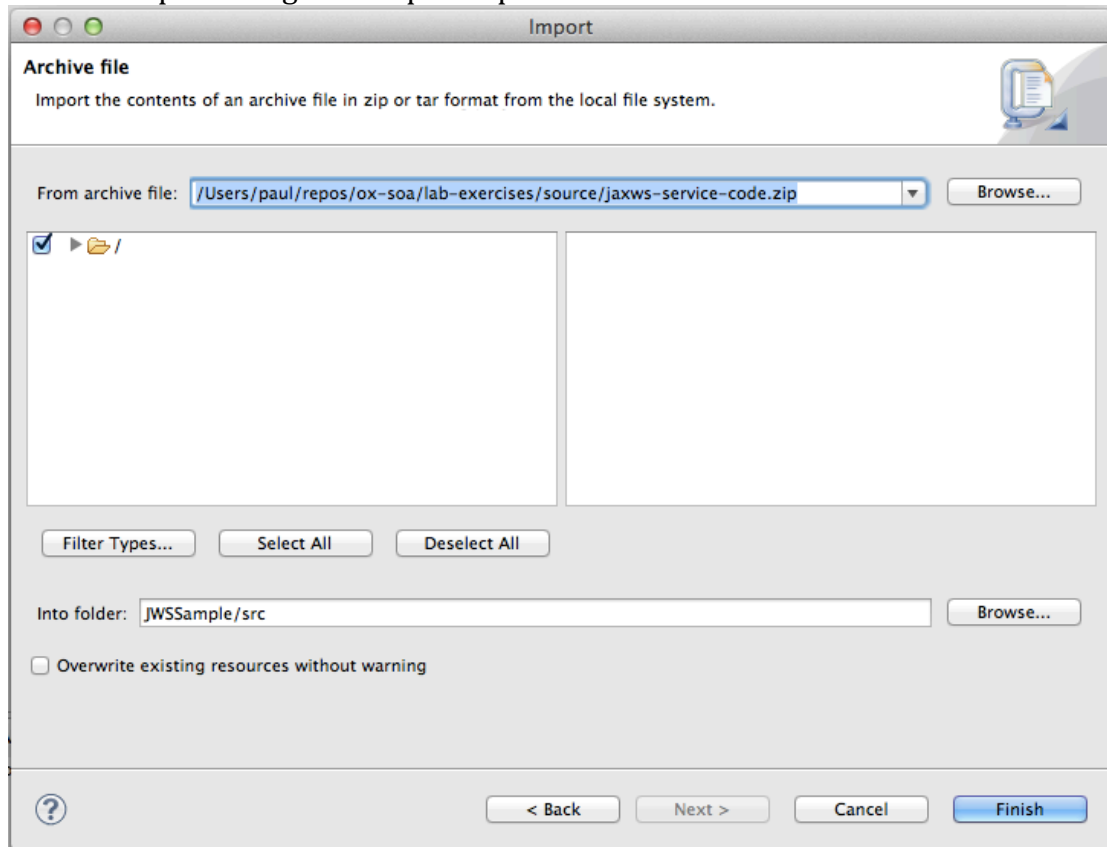 Import
Archive file
Import the contents of an archive file in zip or tar format from the local file system.
From archive file: /Users/paul/repos/ox-soa/lab-exercises/source/jaxws-service-code.zip Browse...
/
Filter Types... Select All Deselect All
Into folder: JWSSample/src Browse...
Overwrite existing resources without warning
? < Back Next > Cancel Finish